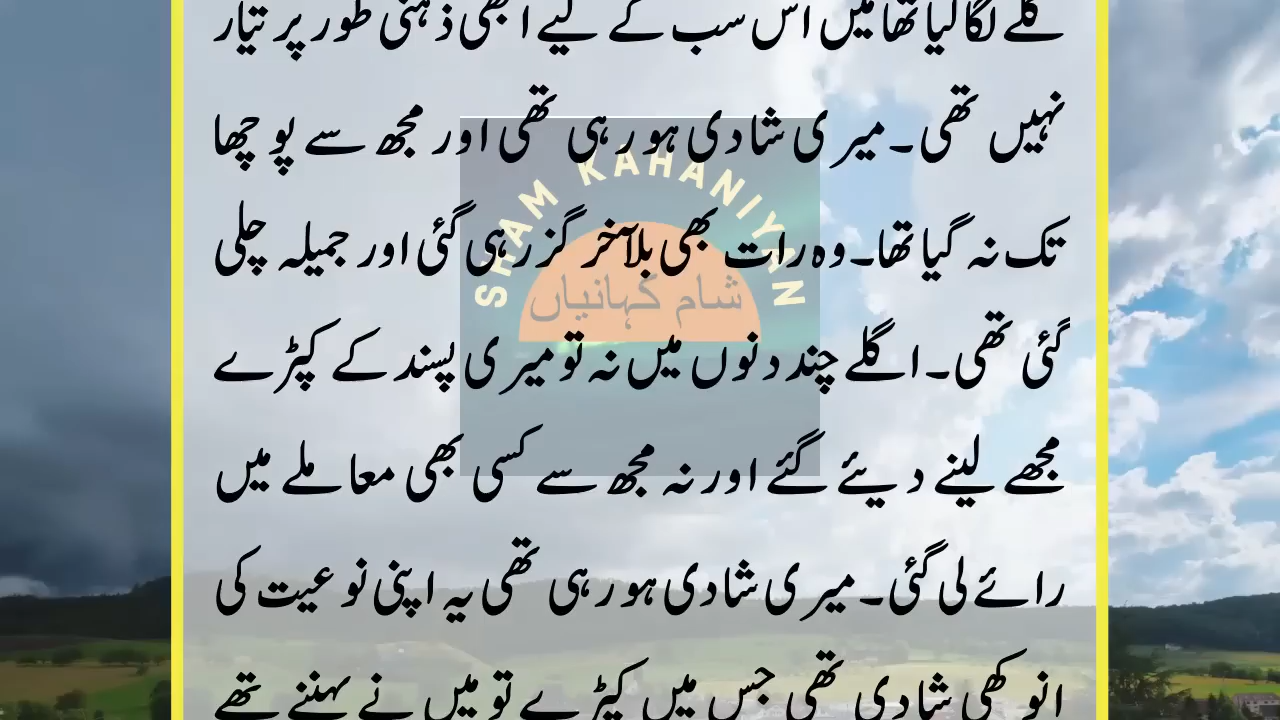 گلے لگا لیا تھا میں اس سب کے لیے ابھی ذہنی طور پر تیار
نہیں تھی۔ میری شادی ہو رہی تھی اور مجھ سے پوچھا
تک نہ گیا تھا۔ وہ رات بھی بلآخر گزر ہی گئی اور جمیلہ چلی
گئی تھی۔ اگلے چند دنوں میں نہ تو میری پسند کے کپڑے
مجھے لینے دیئے گئے اور نہ مجھ سے کسی بھی معاملے میں
رائے لی گئی۔ میری شادی ہو رہی تھی یہ اپنی نوعیت کی
انوکھی شادی تھی جس میں کپڑے تو میں نے پہننے تھے
SHAM KAHANIYAN
شام کہانیاں